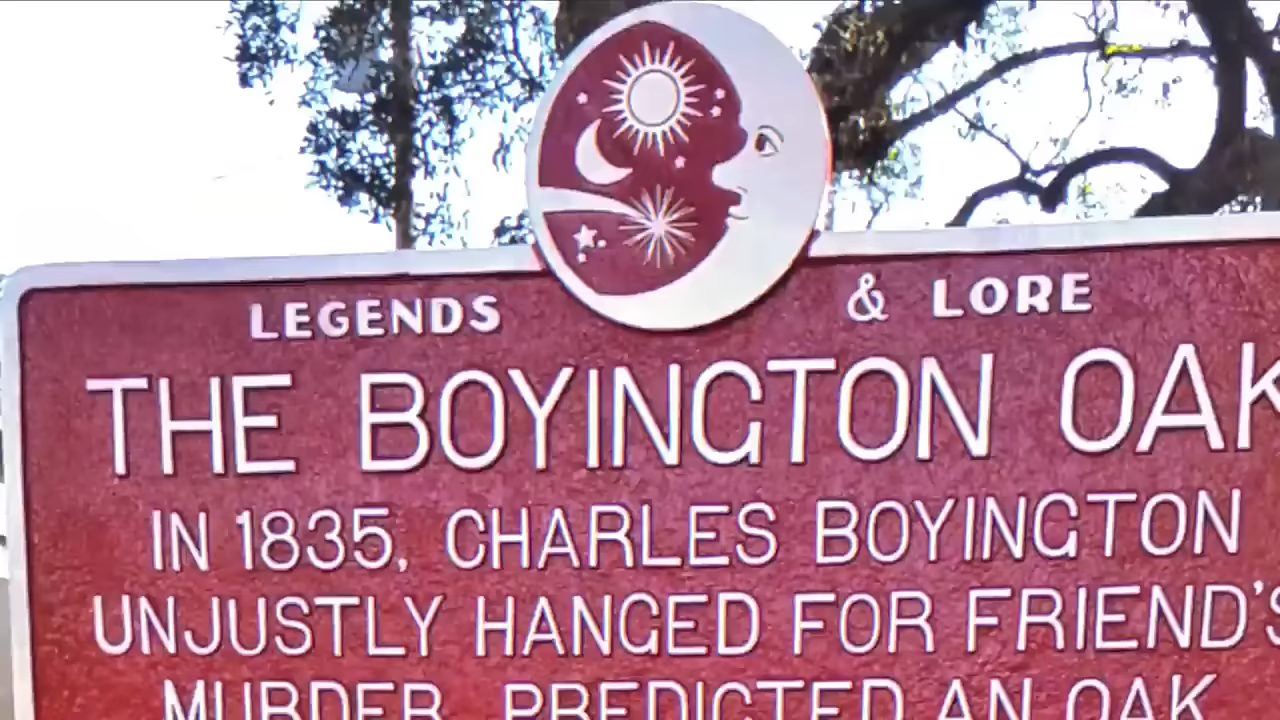 LEGENDS & LORE
THE BOYINGTON OAK
IN 1835, CHARLES BOYINGTON
UNJUSTLY HANGED FOR FRIEND'S
MURDER, PREDICTED AN OAK